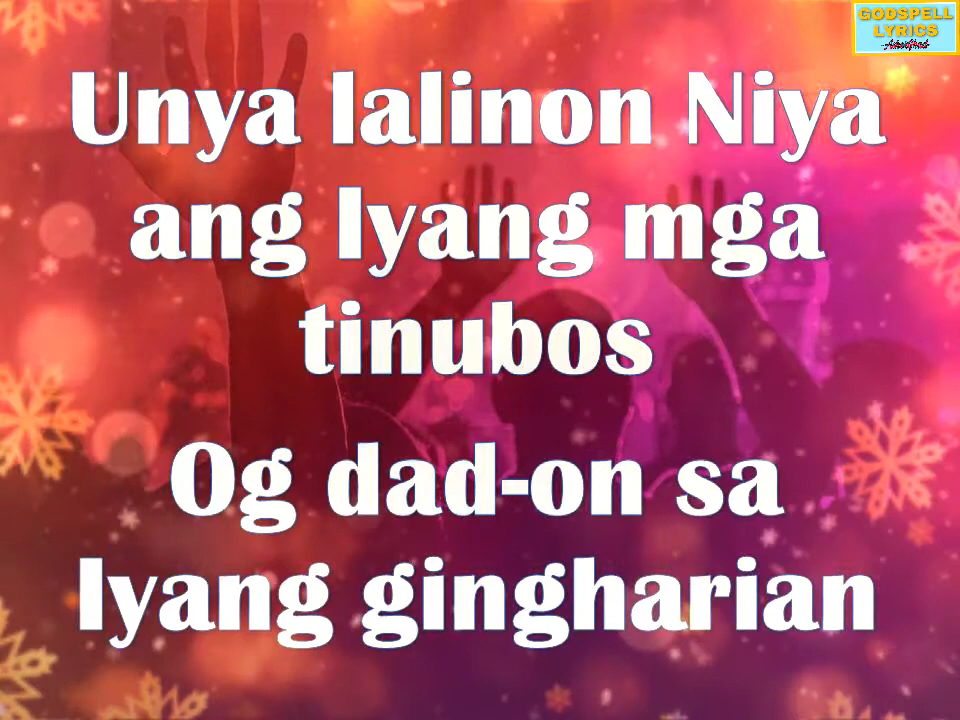 GODSPELL
LYRICS
Unya lalinon Niya
ang Iyang mga
tinubos
Og dad-on sa
Iyang gingharian